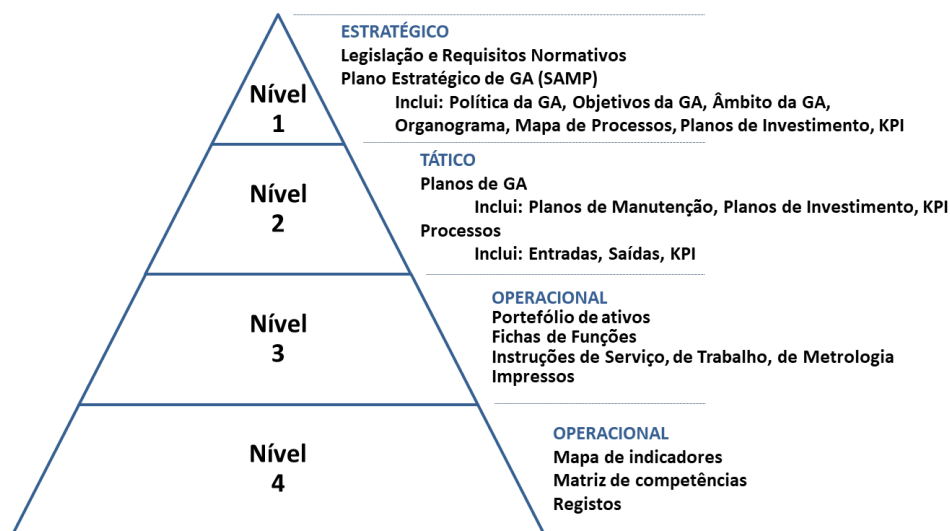 ESTRATÉGICO
Legislação e Requisitos Normativos
Plano Estratégico de GA (SAMP)
Inclui: Política da GA, Objetivos da GA, Âmbito da GA,
Organograma, Mapa de Processos, Planos de Investimento, KPI
Nível
1
TÁTICO
Planos de GA
Inclui: Planos de Manutenção, Planos de Investimento, KPI
Processos
Inclui: Entradas, Saídas, KPI
Nível
2
OPERACIONAL
Portefólio de ativos
Fichas de Funções
Instruções de Serviço, de Trabalho, de Metrologia
Impressos
Nível
3
OPERACIONAL
Mapa de indicadores
Matriz de competências
Registos
Nível
4